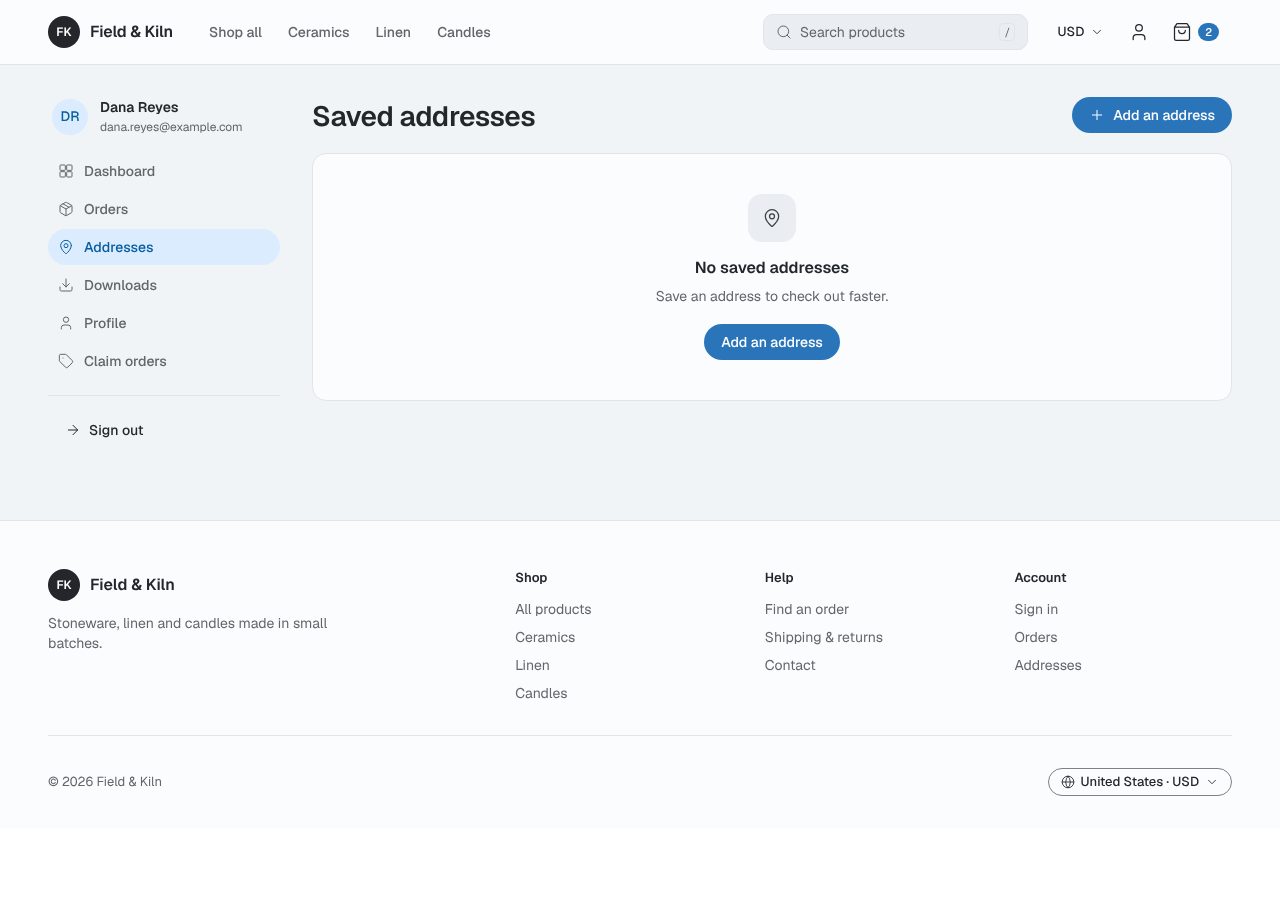 FK Field & Kiln Shop all Ceramics Linen Candles Search products / USD 2
DR Dana Reyes
dana.reyes@example.com
Dashboard
Orders
Addresses
Downloads
Profile
Claim orders
Sign out
Saved addresses
Add an address
No saved addresses
Save an address to check out faster.
Add an address
FK Field & Kiln
Stoneware, linen and candles made in small
batches.
Shop
All products
Ceramics
Linen
Candles
Help
Find an order
Shipping & returns
Contact
Account
Sign in
Orders
Addresses
© 2026 Field & Kiln
United States · USD